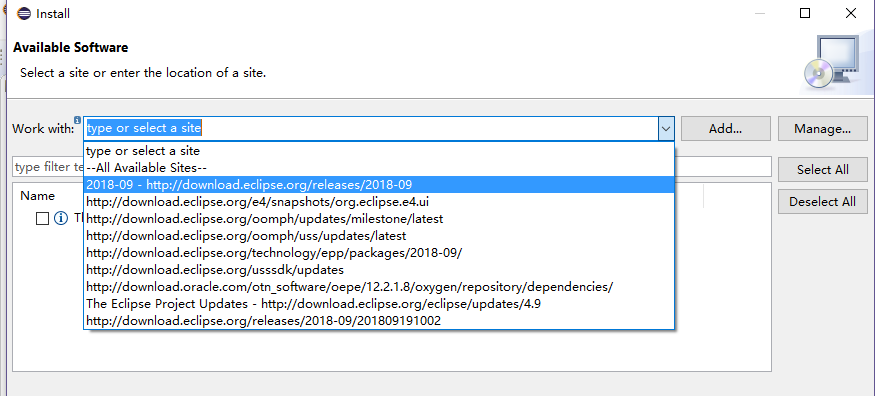 Install
Available Software
Select a site or enter the location of a site.
Work with: type or select a site Add... Manage...
type or select a site
--All Available Sites--
type filter te
Select All
2018-09 - http://download.eclipse.org/releases/2018-09
Name
http://download.eclipse.org/e4/snapshots/org.eclipse.e4.ui
Deselect All
Th
http://download.eclipse.org/oomph/updates/milestone/latest
http://download.eclipse.org/oomph/uss/updates/latest
http://download.eclipse.org/technology/epp/packages/2018-09/
http://download.eclipse.org/usssdk/updates
http://download.oracle.com/otn_software/oepe/12.2.1.8/oxygen/repository/dependencies/
The Eclipse Project Updates - http://download.eclipse.org/eclipse/updates/4.9
http://download.eclipse.org/releases/2018-09/201809191002